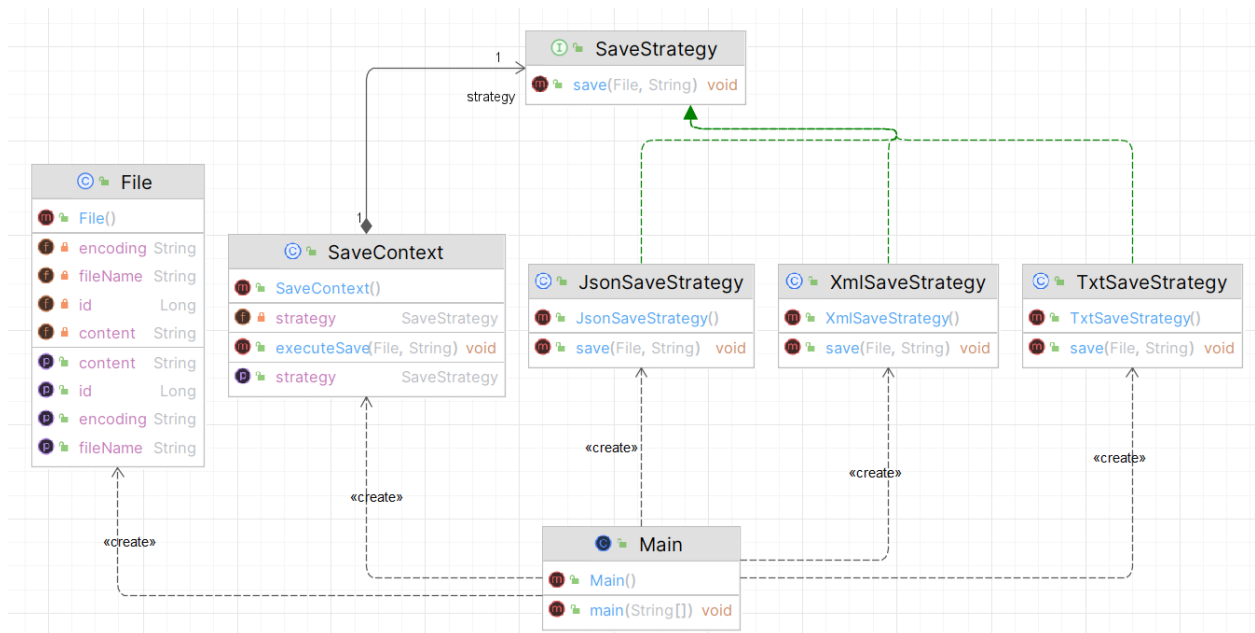 I SaveStrategy
m save(File, String) void
1
strategy
C File
m File()
f encoding String
f fileName String
f id Long
f content String
p content String
p id Long
p encoding String
p fileName String
1
C SaveContext
m SaveContext()
f strategy SaveStrategy
m executeSave(File, String) void
p strategy SaveStrategy
C JsonSaveStrategy
m JsonSaveStrategy()
m save(File, String) void
C XmlSaveStrategy
m XmlSaveStrategy()
m save(File, String) void
C TxtSaveStrategy
m TxtSaveStrategy()
m save(File, String) void
«create»
«create»
«create»
«create»
«create»
C Main
m Main()
m main(String[]) void